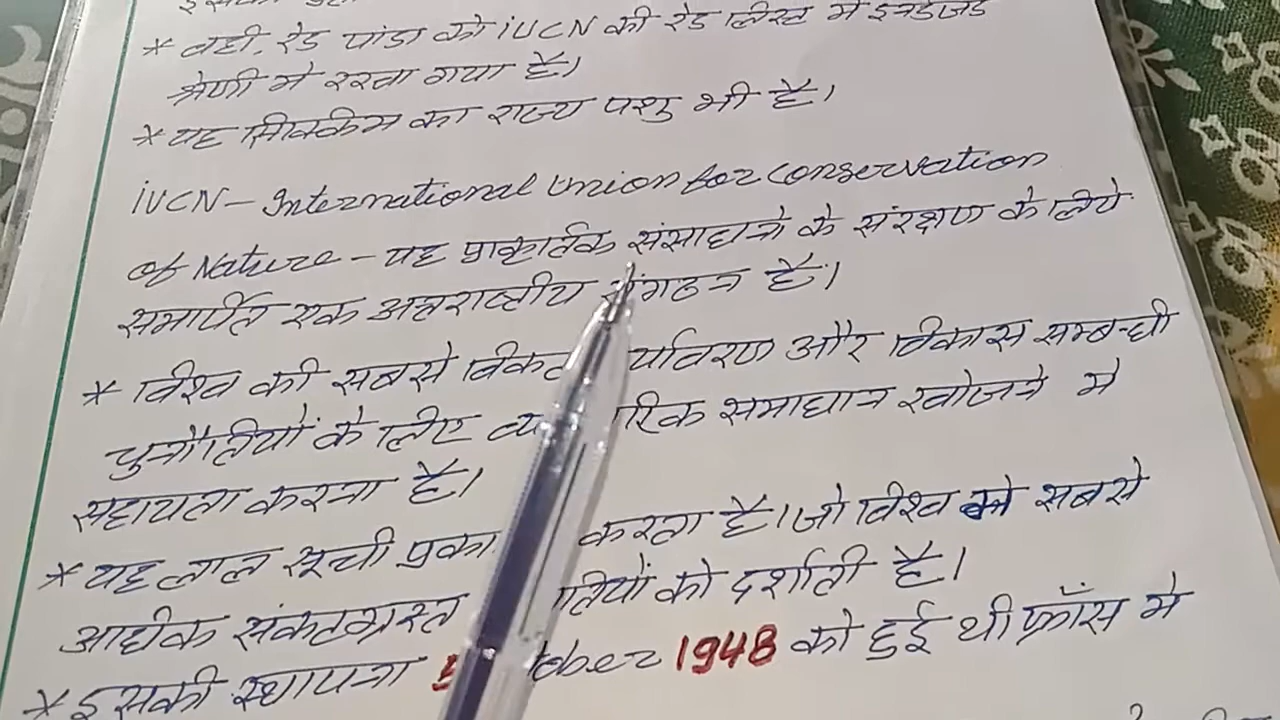 * वही, रेड पांडा को iUCN की रेड लिस्ट में इनडेंजर्ड
श्रेणी मे रखा गया है।
* यह सिक्किम का राज्य पशु भी है।
iUCN – International Union for Conservation
of Nature – यह प्राकृतिक संसाधनो के संरक्षण के लिये
समर्पित एक अन्तराष्ट्रीय संगठन है।
* विश्व की सबसे विकट पर्यावरण और विकास सम्बन्धी
चुनौतियों के लिए समाधान खोजने मे
सहायता करना है।
* यह लाल सूची करता है। जो विश्व को सबसे
अधिक संकटग्रस्त को दर्शाती है।
* इसकी स्थापना 1948 को हुई थी फ्रॉंस मे